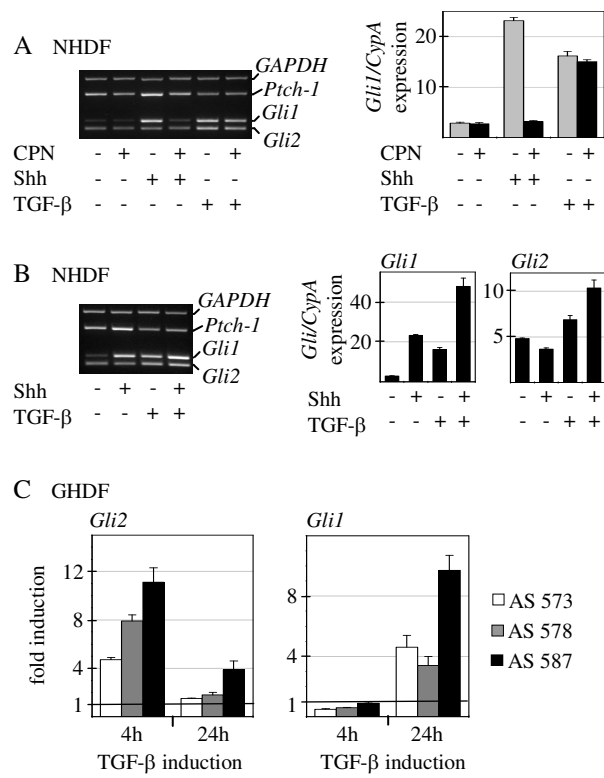 A NHDF
GAPDH
Ptch-1
Gli1
Gli2
CPN - + - + - +
Shh - - + + - -
TGF-β - - - - + +
Gli1/CypA expression
20
10
CPN - + - + - +
Shh - - + + - -
TGF-β - - - - + +
B NHDF
GAPDH
Ptch-1
Gli1
Gli2
Shh - + - +
TGF-β - - + +
Gli/CypA expression
Gli1
40
20
Gli2
10
5
Shh - + - + - + - +
TGF-β - - + + - - + +
C GHDF
Gli2
fold induction
12
8
4
1
4h 24h
TGF-β induction
Gli1
8
4
1
4h 24h
TGF-β induction
AS 573
AS 578
AS 587